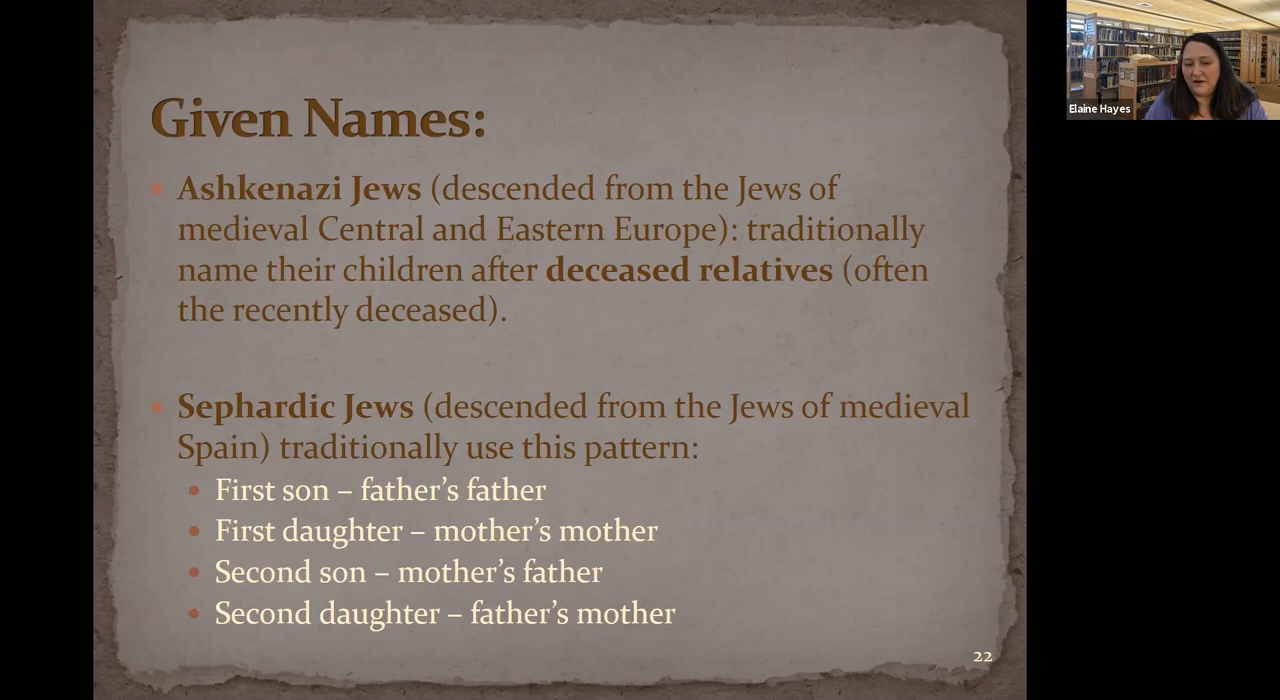 Given Names:
Ashkenazi Jews (descended from the Jews of
medieval Central and Eastern Europe): traditionally
name their children after deceased relatives (often
the recently deceased).
Sephardic Jews (descended from the Jews of medieval
Spain) traditionally use this pattern:
First son – father’s father
First daughter – mother’s mother
Second son – mother’s father
Second daughter – father’s mother
22
Elaine Hayes